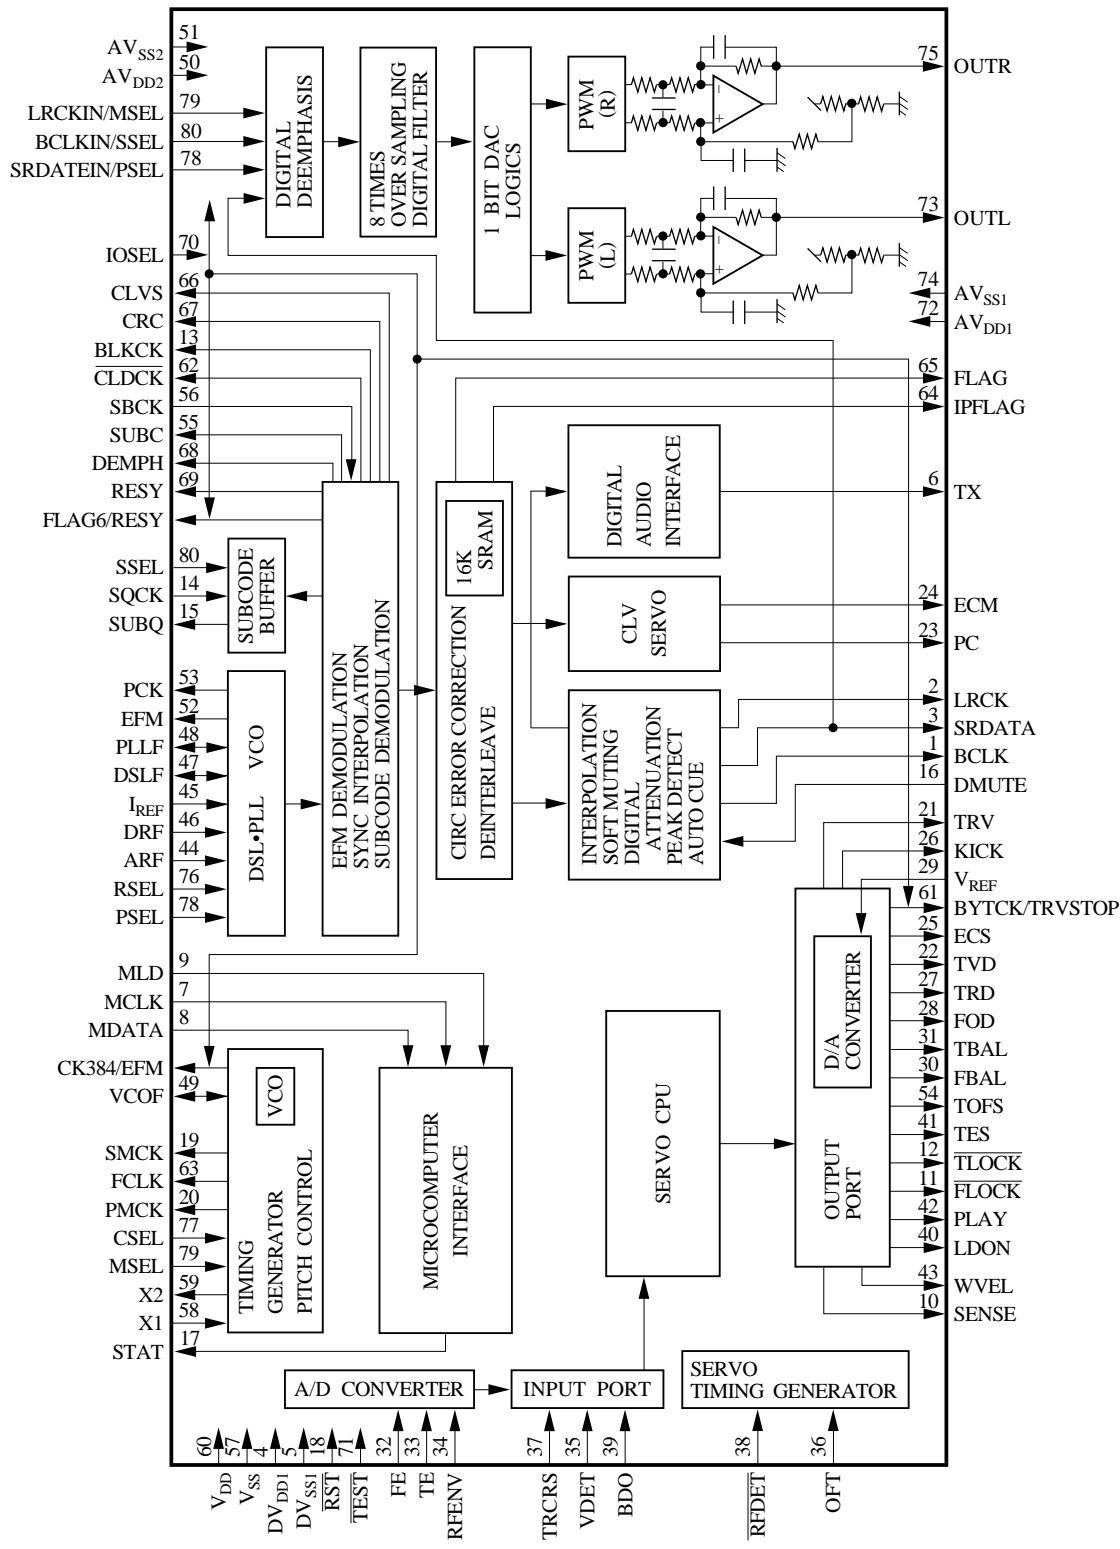 51
AVSS2
50
AVDD2
79
LRCKIN/MSEL
80
BCLKIN/SSEL
78
SRDATEIN/PSEL
70
IOSEL
66
CLVS
67
CRC
13
BLKCK
62
CLDCK
56
SBCK
55
SUBC
68
DEMPH
69
RESY
FLAG6/RESY
80
SSEL
14
SQCK
15
SUBQ
53
PCK
52
EFM
48
PLLF
47
DSLF
45
IREF
46
DRF
44
ARF
76
RSEL
78
PSEL
9
MLD
7
MCLK
8
MDATA
CK384/EFM
49
VCOF
19
SMCK
63
FCLK
20
PMCK
77
CSEL
79
MSEL
59
X2
58
X1
17
STAT
DIGITAL
DEEMPHASIS
8 TIMES
OVER SAMPLING
DIGITAL FILTER
1 BIT DAC
LOGICS
PWM
(R)
PWM
(L)
-
+
-
+
SUBCODE
BUFFER
DSL•PLL VCO
EFM DEMODULATION
SYNC INTERPOLATION
SUBCODE DEMODULATION
CIRC ERROR CORRECTION
DEINTERLEAVE
16K
SRAM
DIGITAL
AUDIO
INTERFACE
CLV
SERVO
INTERPOLATION
SOFT MUTING
DIGITAL
ATTENUATION
PEAK DETECT
AUTO CUE
TIMING
GENERATOR
PITCH CONTROL
VCO
MICROCOMPUTER
INTERFACE
SERVO CPU
D/A
CONVERTER
OUTPUT
PORT
A/D CONVERTER
INPUT PORT
SERVO
TIMING GENERATOR
75
OUTR
73
OUTL
74
AVSS1
72
AVDD1
65
FLAG
64
IPFLAG
6
TX
24
ECM
23
PC
2
LRCK
3
SRDATA
1
BCLK
16
DMUTE
21
TRV
26
KICK
29
VREF
61
BYTCK/TRVSTOP
25
ECS
22
TVD
27
TRD
28
FOD
31
TBAL
30
FBAL
54
TOFS
41
TES
12
TLOCK
11
FLOCK
42
PLAY
40
LDON
43
WVEL
10
SENSE
60
VDD
57
VSS
4
DVDD1
5
DVSS1
18
RST
71
TEST
32
FE
33
TE
34
RFENV
37
TRCRS
35
VDET
39
BDO
38
RFDET
36
OFT